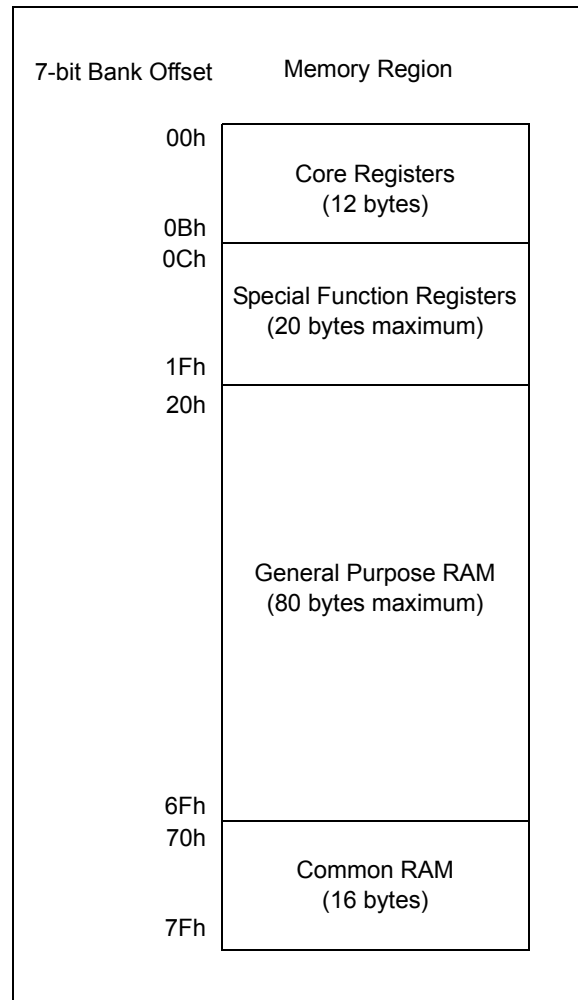 7-bit Bank Offset
Memory Region
00h
Core Registers
(12 bytes)
0Bh
0Ch
Special Function Registers
(20 bytes maximum)
1Fh
20h
General Purpose RAM
(80 bytes maximum)
6Fh
70h
Common RAM
(16 bytes)
7Fh